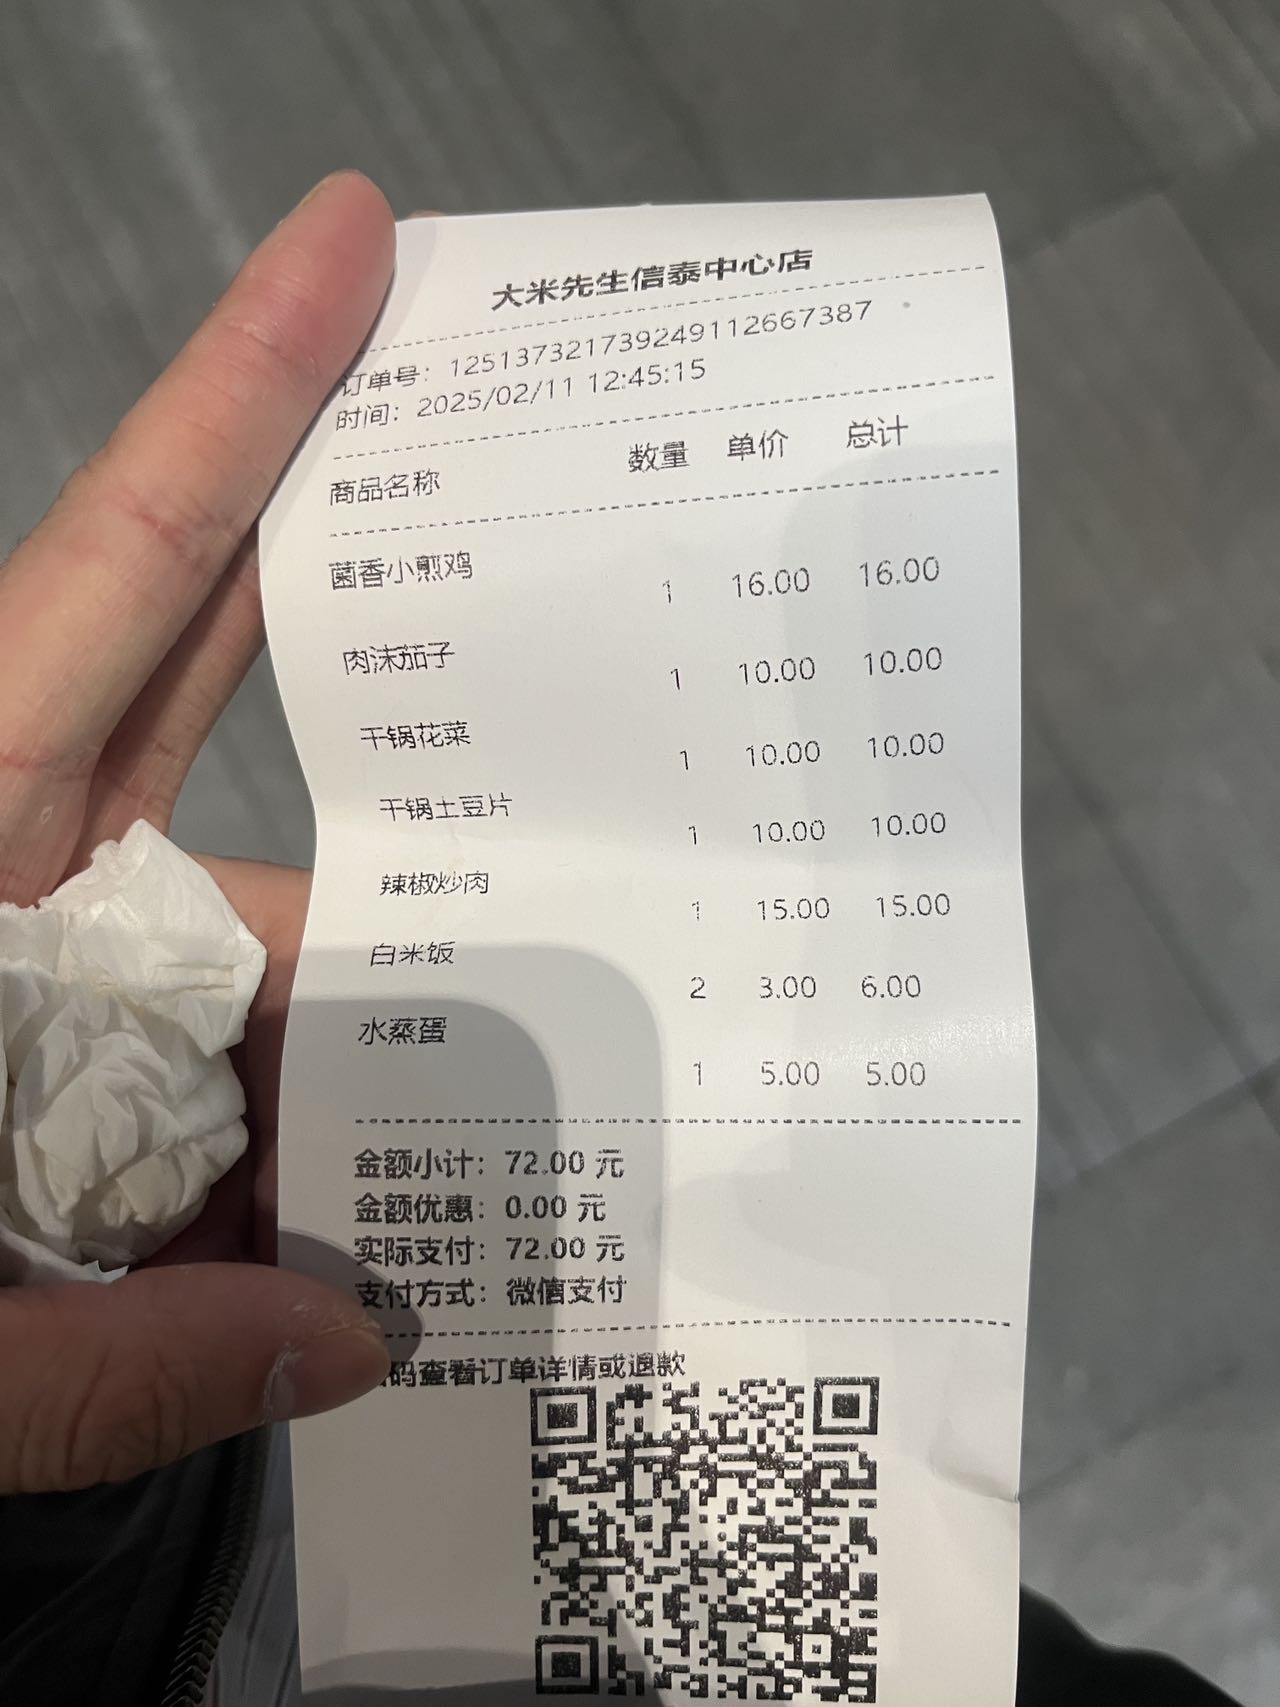 大米先生信泰中心店
订单号：1251373217392491​12667387
时间：2025/02/11 12:45:15
商品名称 数量 单价 总计
菌香小煎鸡 1 16.00 16.00
肉沫茄子 1 10.00 10.00
干锅花菜 1 10.00 10.00
干锅土豆片 1 10.00 10.00
辣椒炒肉 1 15.00 15.00
白米饭 2 3.00 6.00
水蒸蛋 1 5.00 5.00
金额小计：72.00 元
金额优惠：0.00 元
实际支付：72.00 元
支付方式：微信支付
码查看订单详情或退款